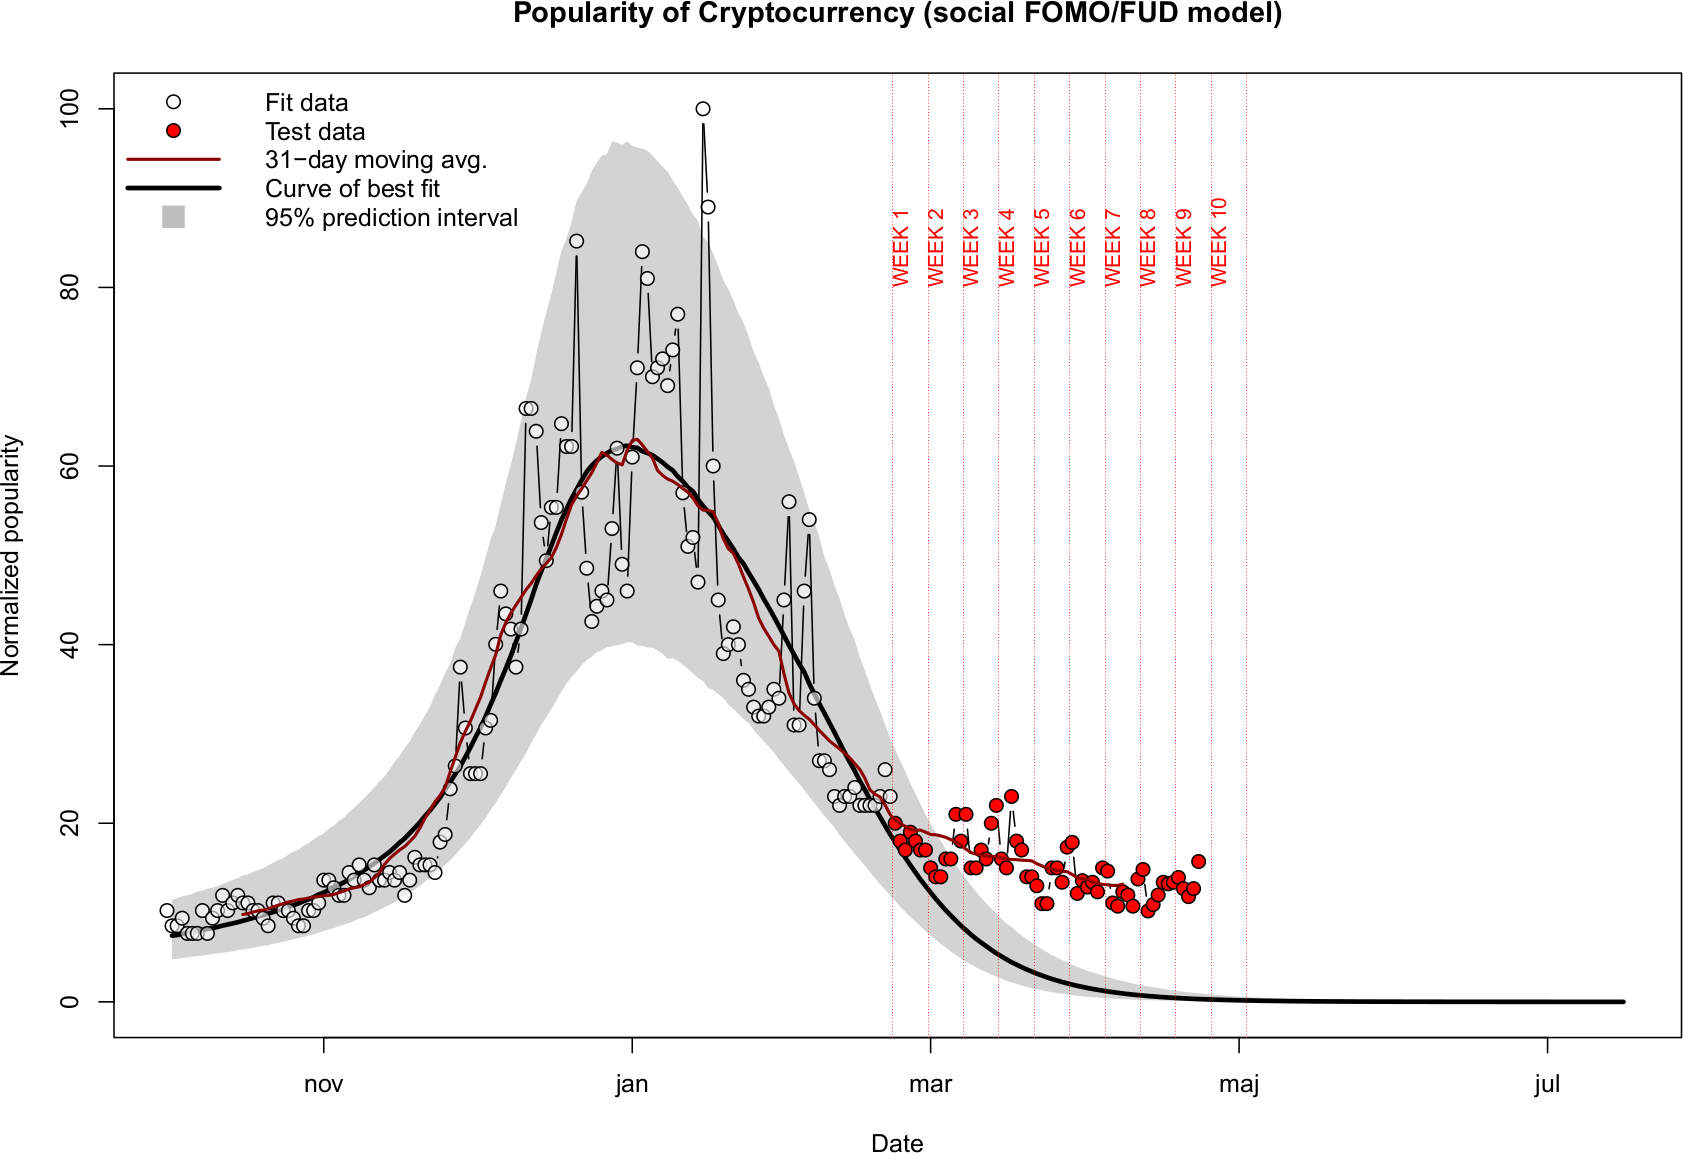 Popularity of Cryptocurrency (social FOMO/FUD model)
Fit data
Test data
31−day moving avg.
Curve of best fit
95% prediction interval
WEEK 1
WEEK 2
WEEK 3
WEEK 4
WEEK 5
WEEK 6
WEEK 7
WEEK 8
WEEK 9
WEEK 10
Normalized popularity
100
80
60
40
20
0
nov
jan
mar
maj
jul
Date